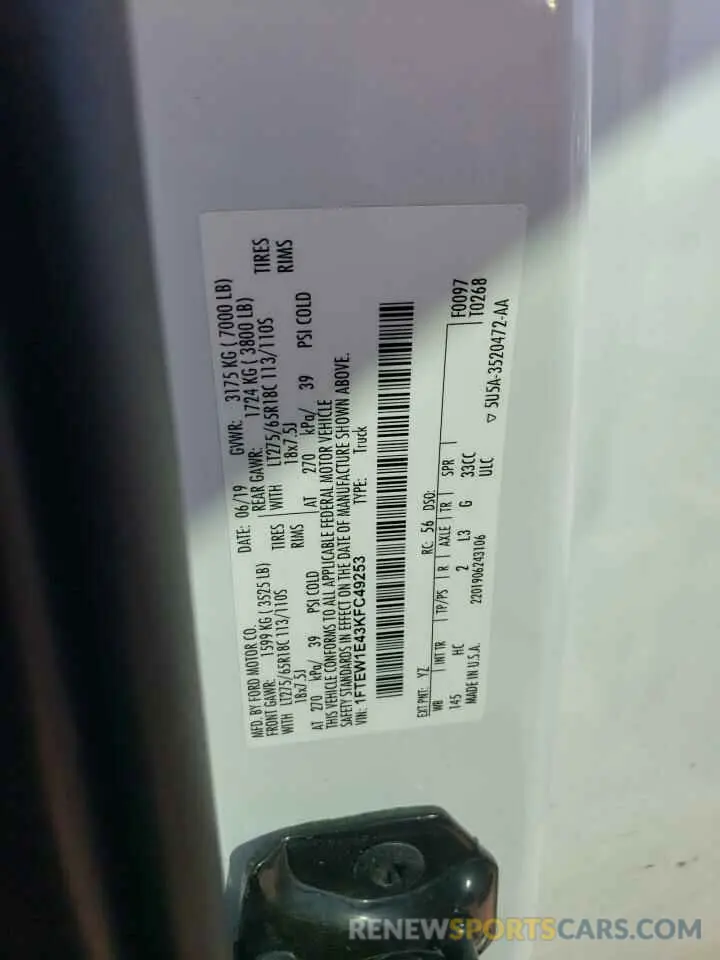 MFD. BY FORD MOTOR CO.
DATE: 06/19 GVWR: 3175 KG ( 7000 LB)
FRONT GAWR: 1599 KG ( 3525 LB) REAR GAWR: 1724 KG ( 3800 LB)
WITH LT275/65R18C 113/110S TIRES WITH LT275/65R18C 113/110S TIRES
18x7.5J RIMS 18x7.5J RIMS
AT 270 kPa/ 39 PSI COLD AT 270 kPa/ 39 PSI COLD
THIS VEHICLE CONFORMS TO ALL APPLICABLE FEDERAL MOTOR VEHICLE
SAFETY STANDARDS IN EFFECT ON THE DATE OF MANUFACTURE SHOWN ABOVE.
VIN: 1FTEW1E43KFC49253 TYPE: Truck
EXT PNT: YZ RC: 56 DSO: F0097
WB INT TR TP/PS R AXLE TR SPR T0268
145 HC 2 L3 G 33CC
ULC ▽ 5U5A-3520472-AA
MADE IN U.S.A. 2201906243106
RENEWSPORTSCARS.COM